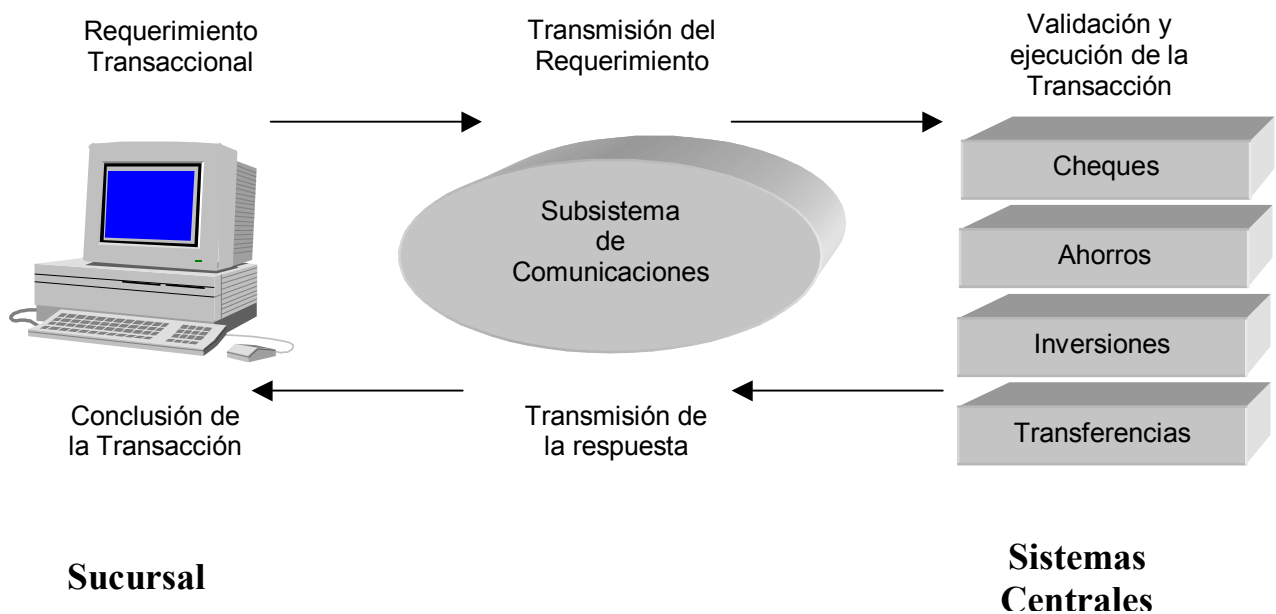 Requerimiento
Transaccional
Transmisión del
Requerimiento
Validación y
ejecución de la
Transacción
Subsistema
de
Comunicaciones
Cheques
Ahorros
Inversiones
Transferencias
Conclusión de
la Transacción
Transmisión de
la respuesta
Sucursal
Sistemas
Centrales